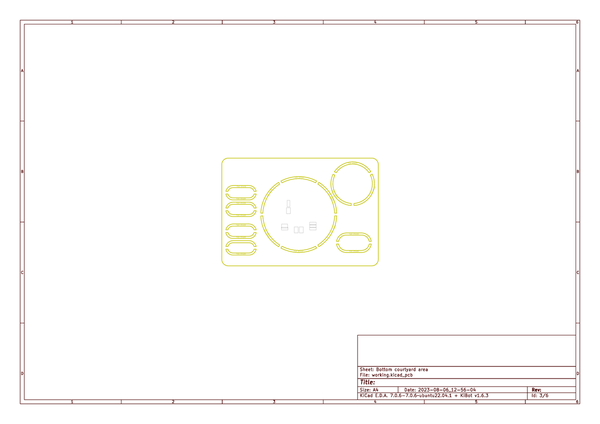 1 2 3 4 5 6
A A
B B
C C
D D
Sheet: Bottom courtyard area
File: working.kicad_pcb
Title:
Size: A4 Date: 2023-08-06_12-56-04 Rev:
KiCad E.D.A. 7.0.6-7.0.6~ubuntu22.04.1 + KiBot v1.6.3 Id: 3/6
1 2 3 4 5 6